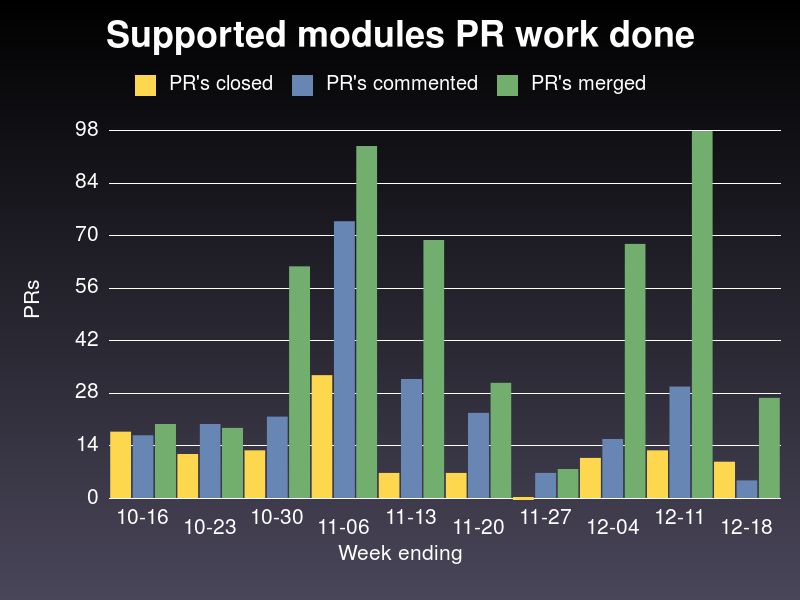 Supported modules PR work done
PR's closed PR's commented PR's merged
98
84
70
56
42
28
14
0
PRs
10-16 10-23 10-30 11-06 11-13 11-20 11-27 12-04 12-11 12-18
Week ending